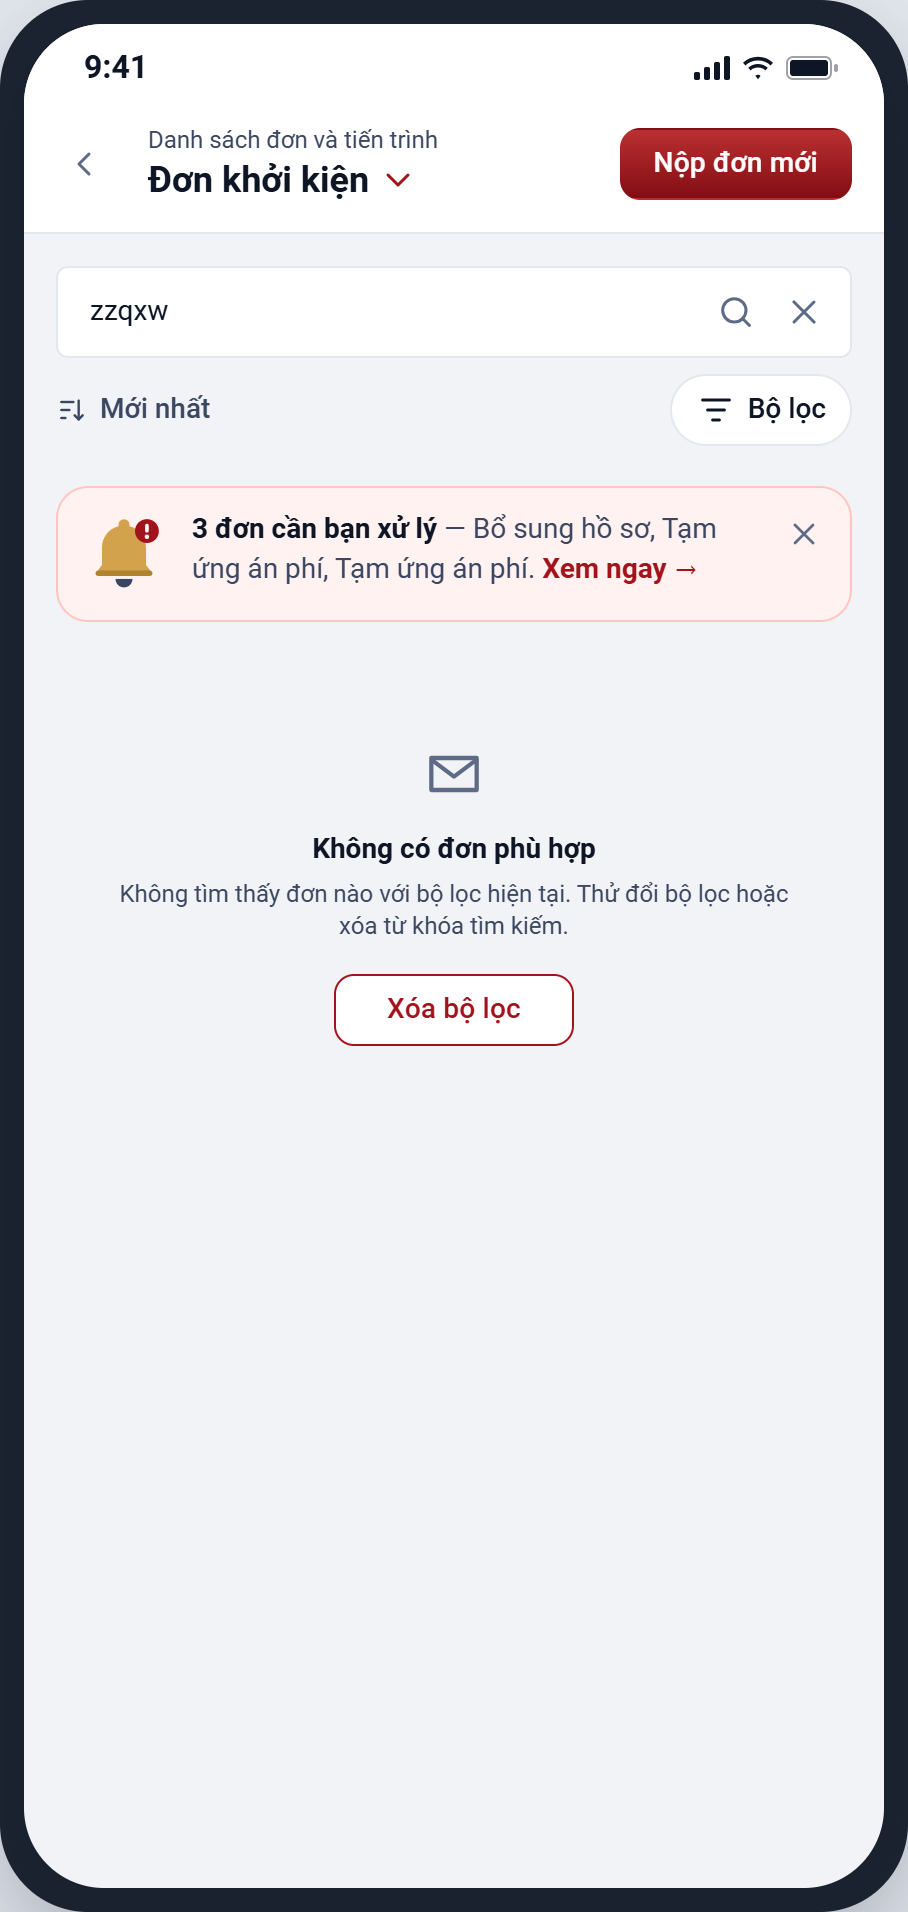 9:41
Danh sách đơn và tiến trình
Đơn khởi kiện
Nộp đơn mới
zzqxw
Mới nhất
Bộ lọc
3 đơn cần bạn xử lý — Bổ sung hồ sơ, Tạm
ứng án phí, Tạm ứng án phí. Xem ngay →
Không có đơn phù hợp
Không tìm thấy đơn nào với bộ lọc hiện tại. Thử đổi bộ lọc hoặc
xóa từ khóa tìm kiếm.
Xóa bộ lọc